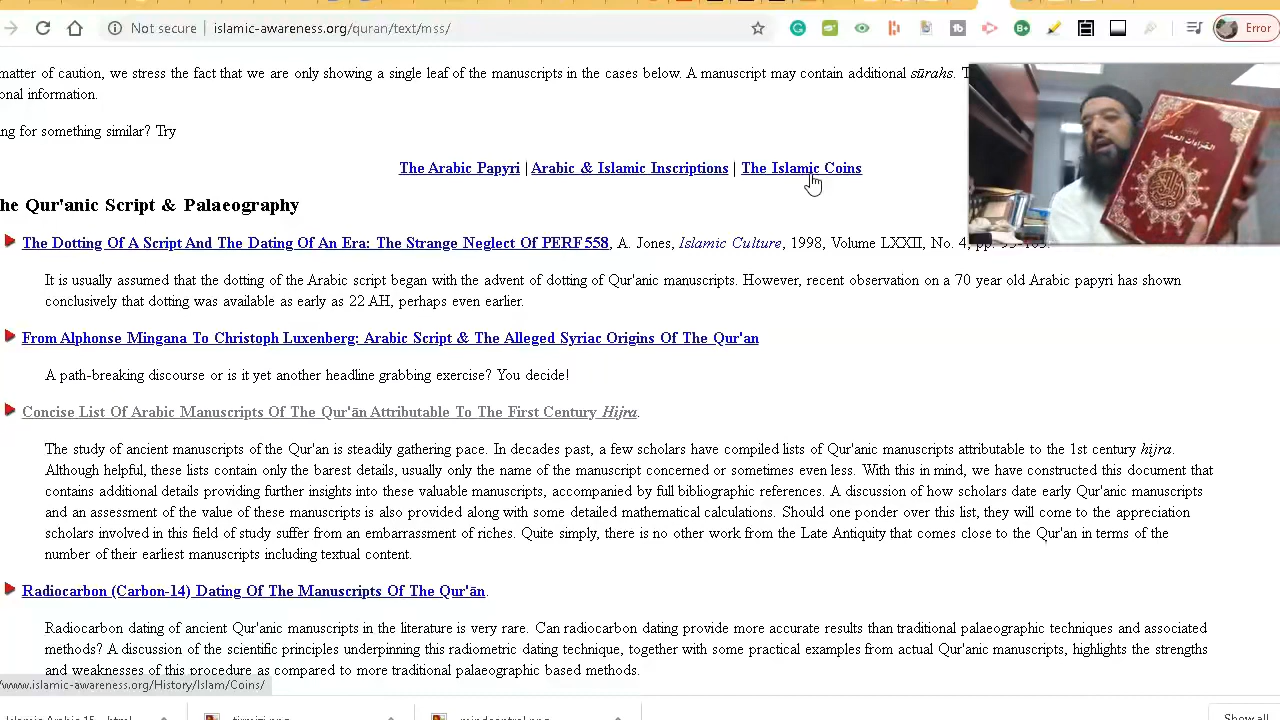 Not secure
islamic-awareness.org/quran/text/mss/
Error
matter of caution, we stress the fact that we are only showing a single leaf of the manuscripts in the cases below. A manuscript may contain additional sūrahs.
onal information.
ng for something similar? Try
The Arabic Papyri | Arabic & Islamic Inscriptions | The Islamic Coins
القراءات العشر
he Qur'anic Script & Palaeography
The Dotting Of A Script And The Dating Of An Era: The Strange Neglect Of PERF 558, A. Jones, Islamic Culture, 1998, Volume LXXII, No. 4, pp. 95-103.
It is usually assumed that the dotting of the Arabic script began with the advent of dotting of Qur'anic manuscripts. However, recent observation on a 70 year old Arabic papyri has shown
conclusively that dotting was available as early as 22 AH, perhaps even earlier.
From Alphonse Mingana To Christoph Luxenberg: Arabic Script & The Alleged Syriac Origins Of The Qur'an
A path-breaking discourse or is it yet another headline grabbing exercise? You decide!
Concise List Of Arabic Manuscripts Of The Qur'ān Attributable To The First Century Hijra.
The study of ancient manuscripts of the Qur'an is steadily gathering pace. In decades past, a few scholars have compiled lists of Qur'anic manuscripts attributable to the 1st century hijra.
Although helpful, these lists contain only the barest details, usually only the name of the manuscript concerned or sometimes even less. With this in mind, we have constructed this document that
contains additional details providing further insights into these valuable manuscripts, accompanied by full bibliographic references. A discussion of how scholars date early Qur'anic manuscripts
and an assessment of the value of these manuscripts is also provided along with some detailed mathematical calculations. Should one ponder over this list, they will come to the appreciation
scholars involved in this field of study suffer from an embarrassment of riches. Quite simply, there is no other work from the Late Antiquity that comes close to the Qur'an in terms of the
number of their earliest manuscripts including textual content.
Radiocarbon (Carbon-14) Dating Of The Manuscripts Of The Qur'ān.
Radiocarbon dating of ancient Qur'anic manuscripts in the literature is very rare. Can radiocarbon dating provide more accurate results than traditional palaeographic techniques and associated
methods? A discussion of the scientific principles underpinning this radiometric dating technique, together with some practical examples from actual Qur'anic manuscripts, highlights the strengths
and weaknesses of this procedure as compared to more traditional palaeographic based methods.
/www.islamic-awareness.org/History/Islam/Coins/
Show all